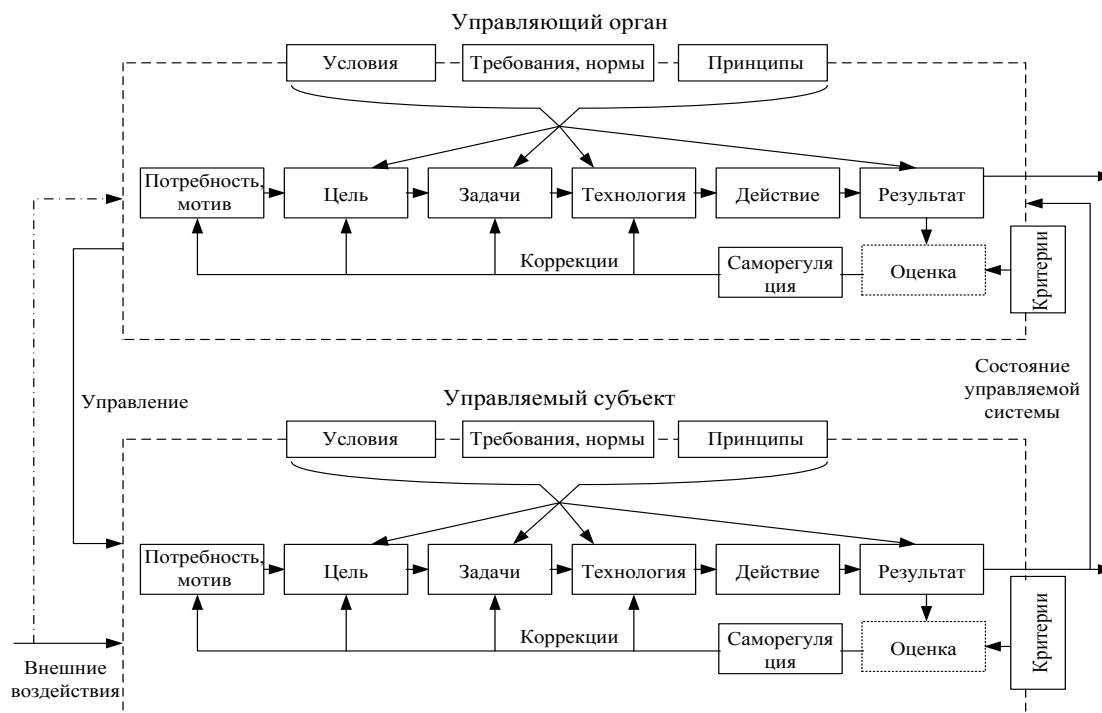 Управляющий орган
Условия
Требования, нормы
Принципы
Потребность,
мотив
Цель
Задачи
Технология
Действие
Результат
Коррекции
Саморегуля
ция
Оценка
Критерии
Управление
Состояние
управляемой
системы
Управляемый субъект
Условия
Требования, нормы
Принципы
Потребность,
мотив
Цель
Задачи
Технология
Действие
Результат
Коррекции
Саморегуля
ция
Оценка
Критерии
Внешние
воздействия